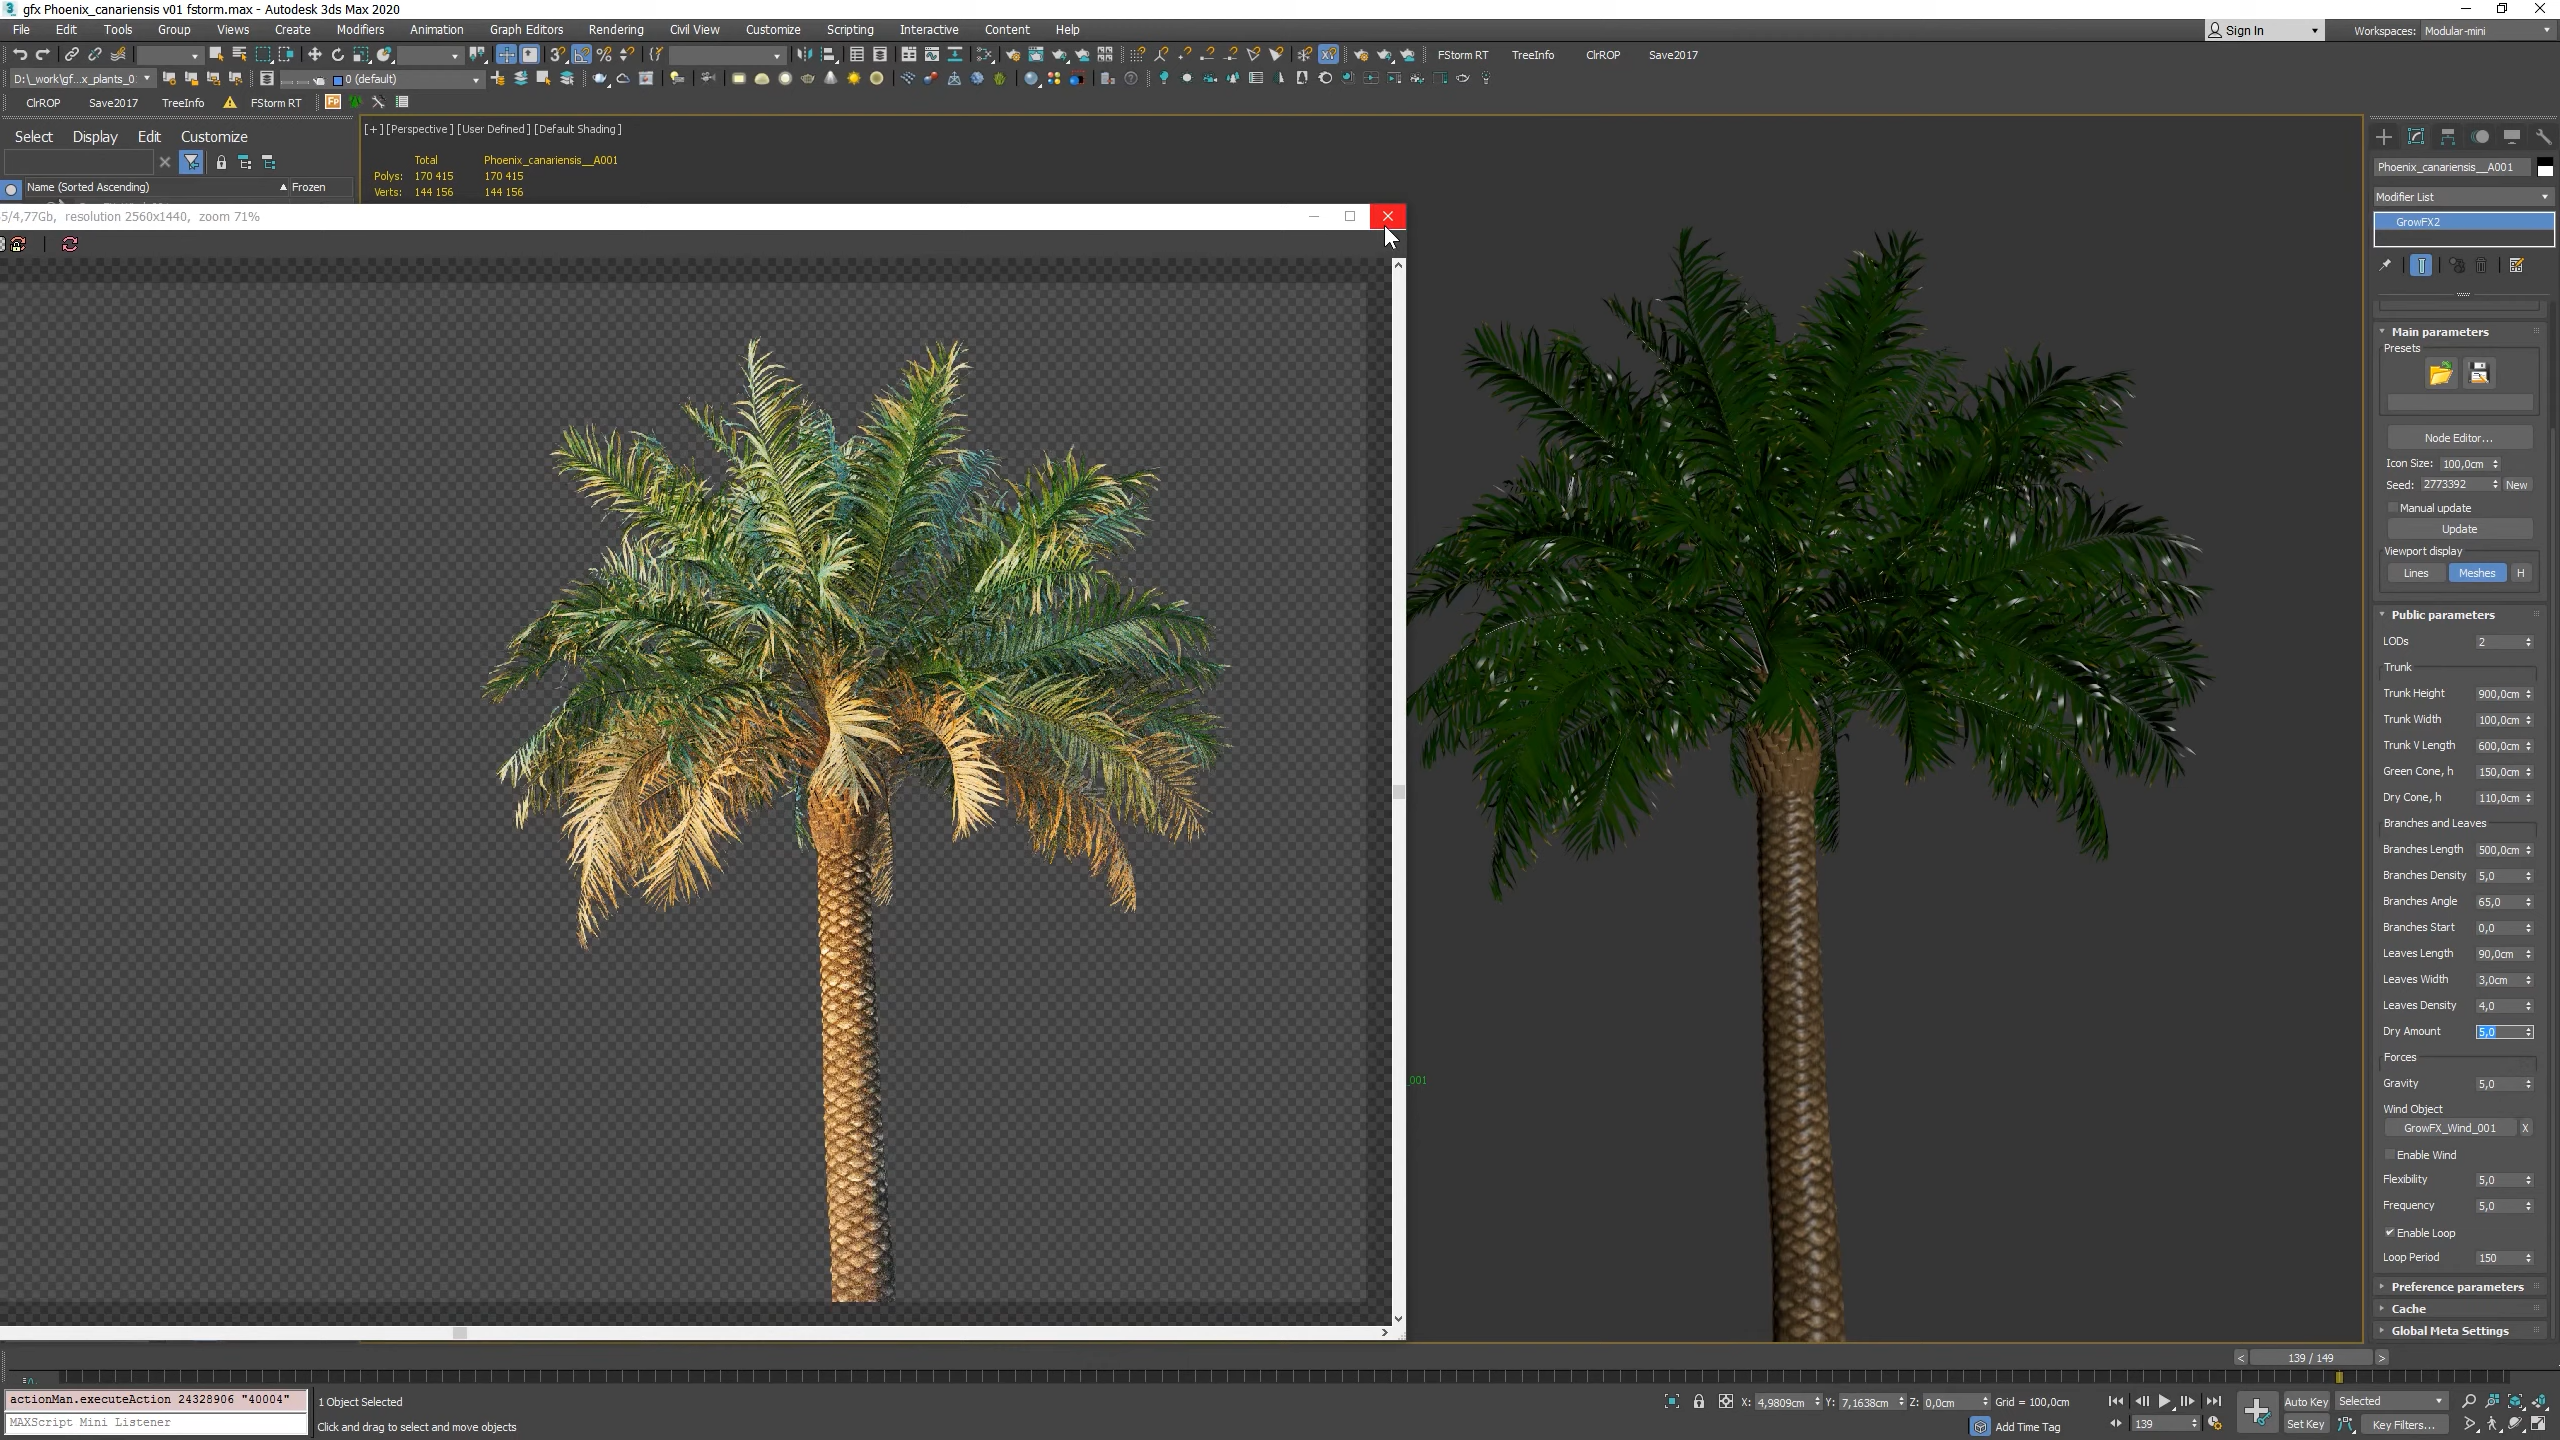 gfx Phoenix_canariensis v01 fstorm.max - Autodesk 3ds Max 2020
File Edit Tools Group Views Create Modifiers Animation Graph Editors Rendering Civil View Customize Scripting Interactive Content Help
Sign In
Workspaces: Modular-mini
FStorm RT TreeInfo ClrROP Save2017
D:\_work\gf...x_plants_0
0 (default)
ClrROP Save2017 TreeInfo FStorm RT Fp
Select Display Edit Customize
Name (Sorted Ascending) Frozen
[+] [Perspective] [User Defined] [Default Shading]
Total Phoenix_canariensis__A001
Polys: 170 415 170 415
Verts: 144 156 144 156
5/4,77Gb, resolution 2560x1440, zoom 71%
_001
Phoenix_canariensis__A001
Modifier List
GrowFX2
Main parameters
Presets
Node Editor...
Icon Size: 100,0cm
Seed: 2773392 New
Manual update
Update
Viewport display
Lines Meshes H
Public parameters
LODs 2
Trunk
Trunk Height 900,0cm
Trunk Width 100,0cm
Trunk V Length 600,0cm
Green Cone, h 150,0cm
Dry Cone, h 110,0cm
Branches and Leaves
Branches Length 500,0cm
Branches Density 5,0
Branches Angle 65,0
Branches Start 0,0
Leaves Length 90,0cm
Leaves Width 3,0cm
Leaves Density 4,0
Dry Amount 5,0
Forces
Gravity 5,0
Wind Object
GrowFX_Wind_001 X
Enable Wind
Flexibility 5,0
Frequency 5,0
Enable Loop
Loop Period 150
Preference parameters
Cache
Global Meta Settings
< 139 / 149 >
actionMan.executeAction 24328906 "40004"
MAXScript Mini Listener
1 Object Selected
Click and drag to select and move objects
X: 4,9809cm Y: 7,1638cm Z: 0,0cm Grid = 100,0cm
Add Time Tag
139
Auto Key Selected
Set Key Key Filters...